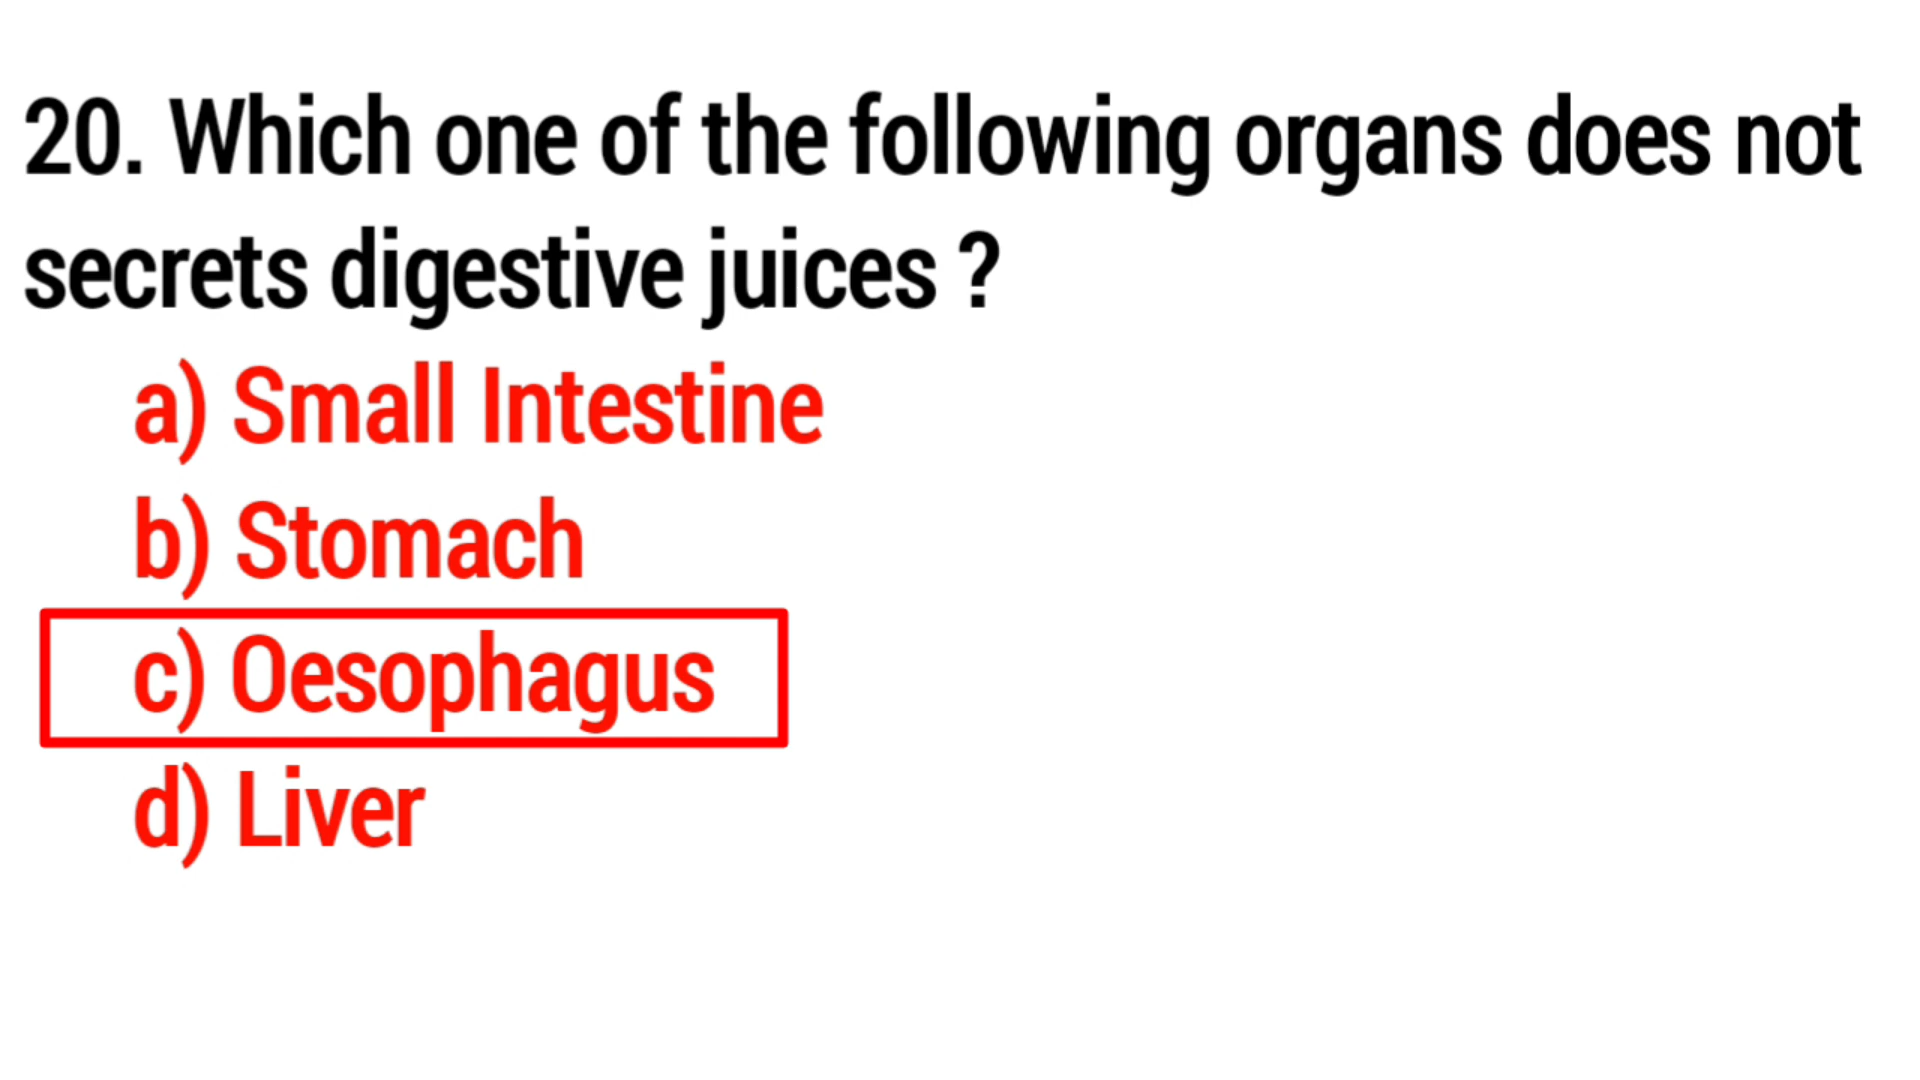 20. Which one of the following organs does not
secrets digestive juices ?
a) Small Intestine
b) Stomach
c) Oesophagus
d) Liver